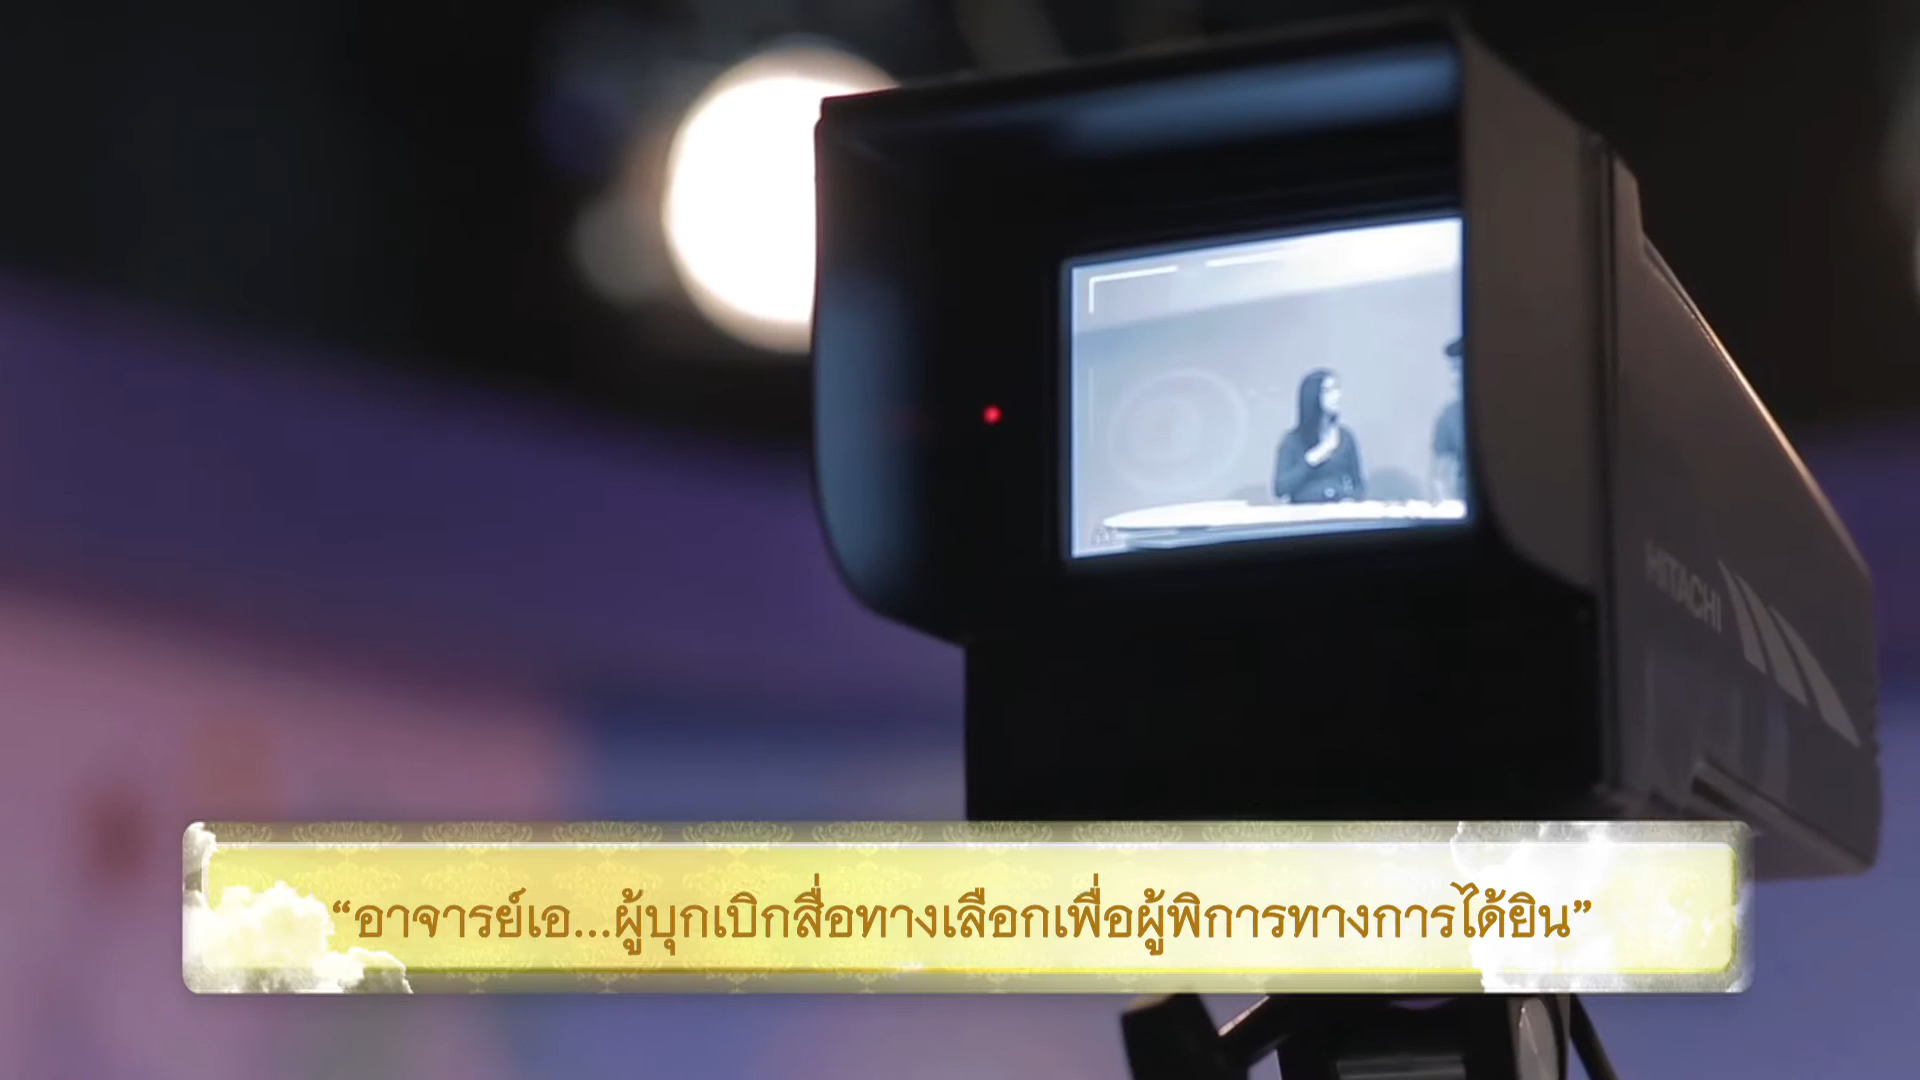 HITACHI
“อาจารย์เอ...ผู้บุกเบิกสื่อทางเลือกเพื่อผู้พิการทางการได้ยิน”